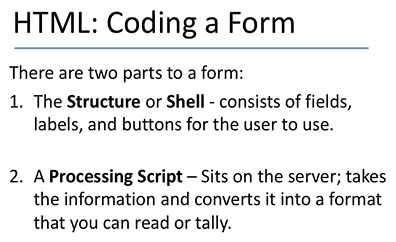 HTML: Coding a Form
There are two parts to a form:
1. The Structure or Shell - consists of fields,
labels, and buttons for the user to use.
2. A Processing Script – Sits on the server; takes
the information and converts it into a format
that you can read or tally.